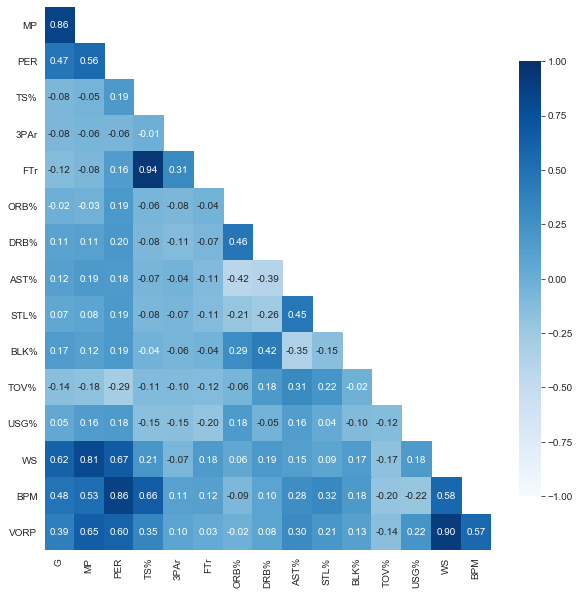 MP 0.86
PER 0.47 0.56
TS% -0.08 -0.05 0.19
3PAr -0.08 -0.06 -0.06 -0.01
FTr -0.12 -0.08 0.16 0.94 0.31
ORB% -0.02 -0.03 0.19 -0.06 -0.08 -0.04
DRB% 0.11 0.11 0.20 -0.08 -0.11 -0.07 0.46
AST% 0.12 0.19 0.18 -0.07 -0.04 -0.11 -0.42 -0.39
STL% 0.07 0.08 0.19 -0.08 -0.07 -0.11 -0.21 -0.26 0.45
BLK% 0.17 0.12 0.19 -0.04 -0.06 -0.04 0.29 0.42 -0.35 -0.15
TOV% -0.14 -0.18 -0.29 -0.11 -0.10 -0.12 -0.06 0.18 0.31 0.22 -0.02
USG% 0.05 0.16 0.18 -0.15 -0.15 -0.20 0.18 -0.05 0.16 0.04 -0.10 -0.12
WS 0.62 0.81 0.67 0.21 -0.07 0.18 0.06 0.19 0.15 0.09 0.17 -0.17 0.18
BPM 0.48 0.53 0.86 0.66 0.11 0.12 -0.09 0.10 0.28 0.32 0.18 -0.20 -0.22 0.58
VORP 0.39 0.65 0.60 0.35 0.10 0.03 -0.02 0.08 0.30 0.21 0.13 -0.14 0.22 0.90 0.57
G MP PER TS% 3PAr FTr ORB% DRB% AST% STL% BLK% TOV% USG% WS BPM
1.00
0.75
0.50
0.25
0.00
-0.25
-0.50
-0.75
-1.00